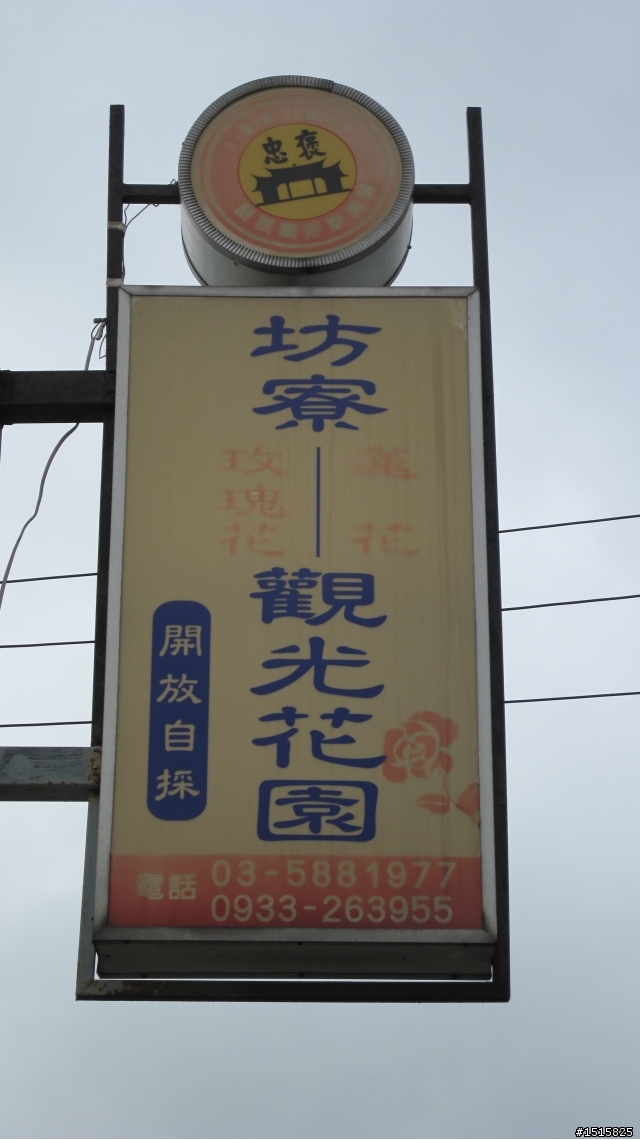 褒忠
坊寮
玫瑰花
薑花
觀光花園
開放自採
電話
03-5881977
0933-263955
#1515825